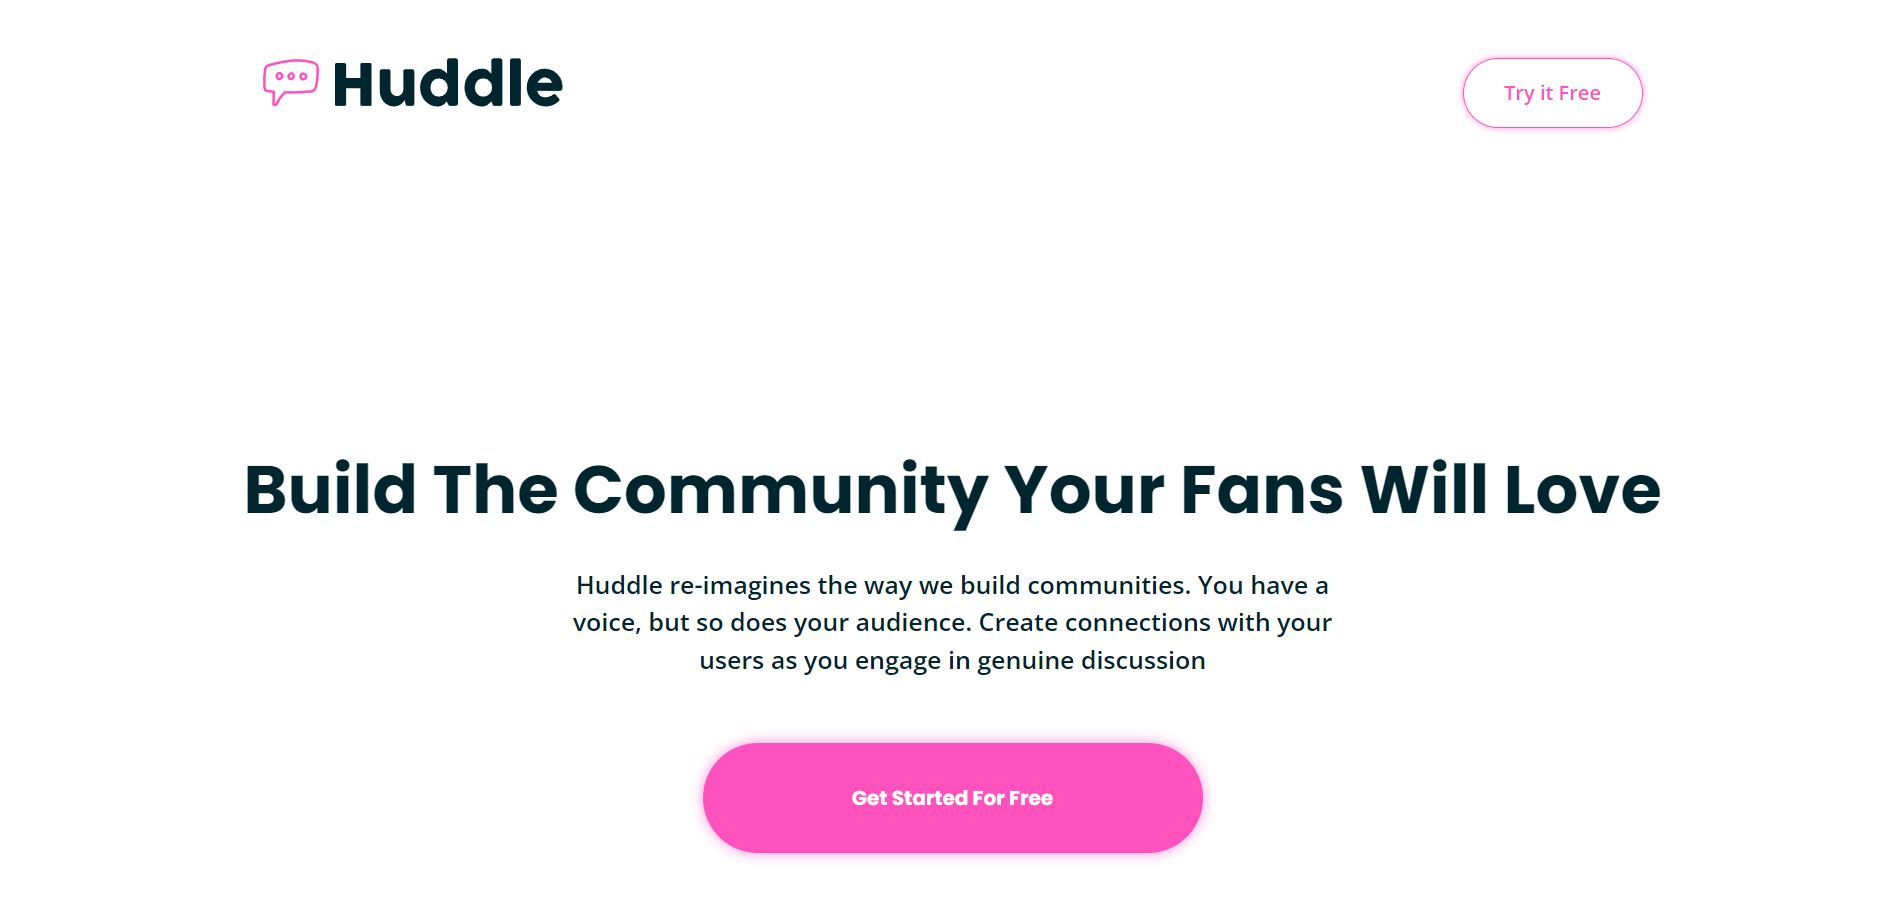 Huddle
Try it Free
Build The Community Your Fans Will Love
Huddle re-imagines the way we build communities. You have a
voice, but so does your audience. Create connections with your
users as you engage in genuine discussion
Get Started For Free